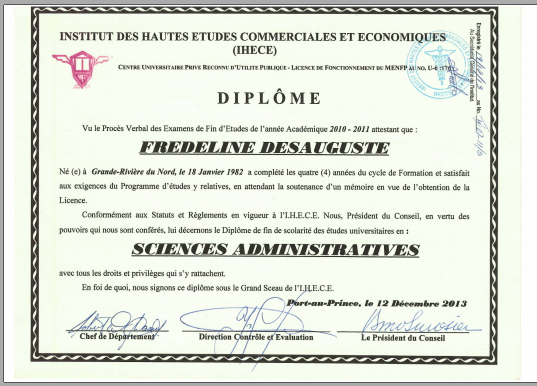 INSTITUT DES HAUTES ETUDES COMMERCIALES ET ECONOMIQUES
(IHECE)
CENTRE UNIVERSITAIRE PRIVE RECONNU D'UTILITE PUBLIQUE - LICENCE DE FONCTIONNEMENT DU MENFP AU NO. U-0
DIPLÔME
Vu le Procès Verbal des Examens de Fin d'Etudes de l'année Académique 2010 - 2011 attestant que :
FREDELINE DESAUGUSTE
Né (e) à Grande-Rivière du Nord, le 18 Janvier 1982 a complété les quatre (4) années du cycle de Formation et satisfait
aux exigences du Programme d'études y relatives, en attendant la soutenance d'un mémoire en vue de l'obtention de la
Licence.
Conformément aux Statuts et Règlements en vigueur à l'I.H.E.C.E. Nous, Président du Conseil, en vertu des
pouvoirs qui nous sont conférés, lui décernons le Diplôme de fin de scolarité des études universitaires en :
SCIENCES ADMINISTRATIVES
avec tous les droits et privilèges qui s'y rattachent.
En foi de quoi, nous signons ce diplôme sous le Grand Sceau de l'I.H.E.C.E.
Port-au-Prince, le 12 Décembre 2013
Chef de Département
Direction Contrôle et Evaluation
Le Président du Conseil
Enregistré le
au No.
Au Secrétariat Général de l'Institut.